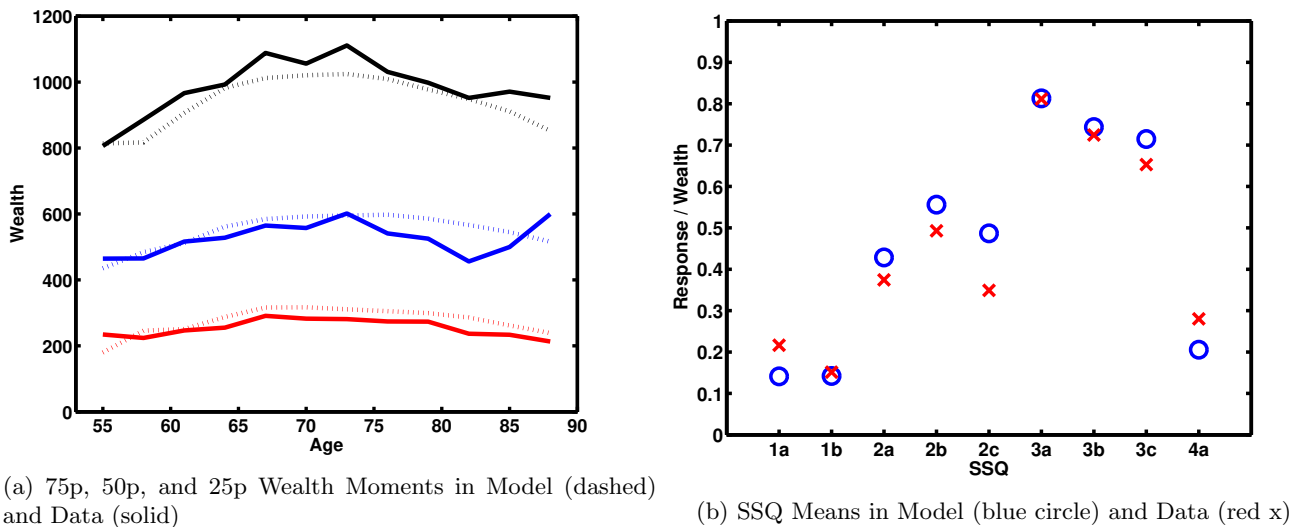 1200
1000
800
600
400
200
0
Wealth
55 60 65 70 75 80 85 90
Age
(a) 75p, 50p, and 25p Wealth Moments in Model (dashed)
and Data (solid)
1
0.9
0.8
0.7
0.6
0.5
0.4
0.3
0.2
0.1
0
Response / Wealth
1a 1b 2a 2b 2c 3a 3b 3c 4a
SSQ
(b) SSQ Means in Model (blue circle) and Data (red x)